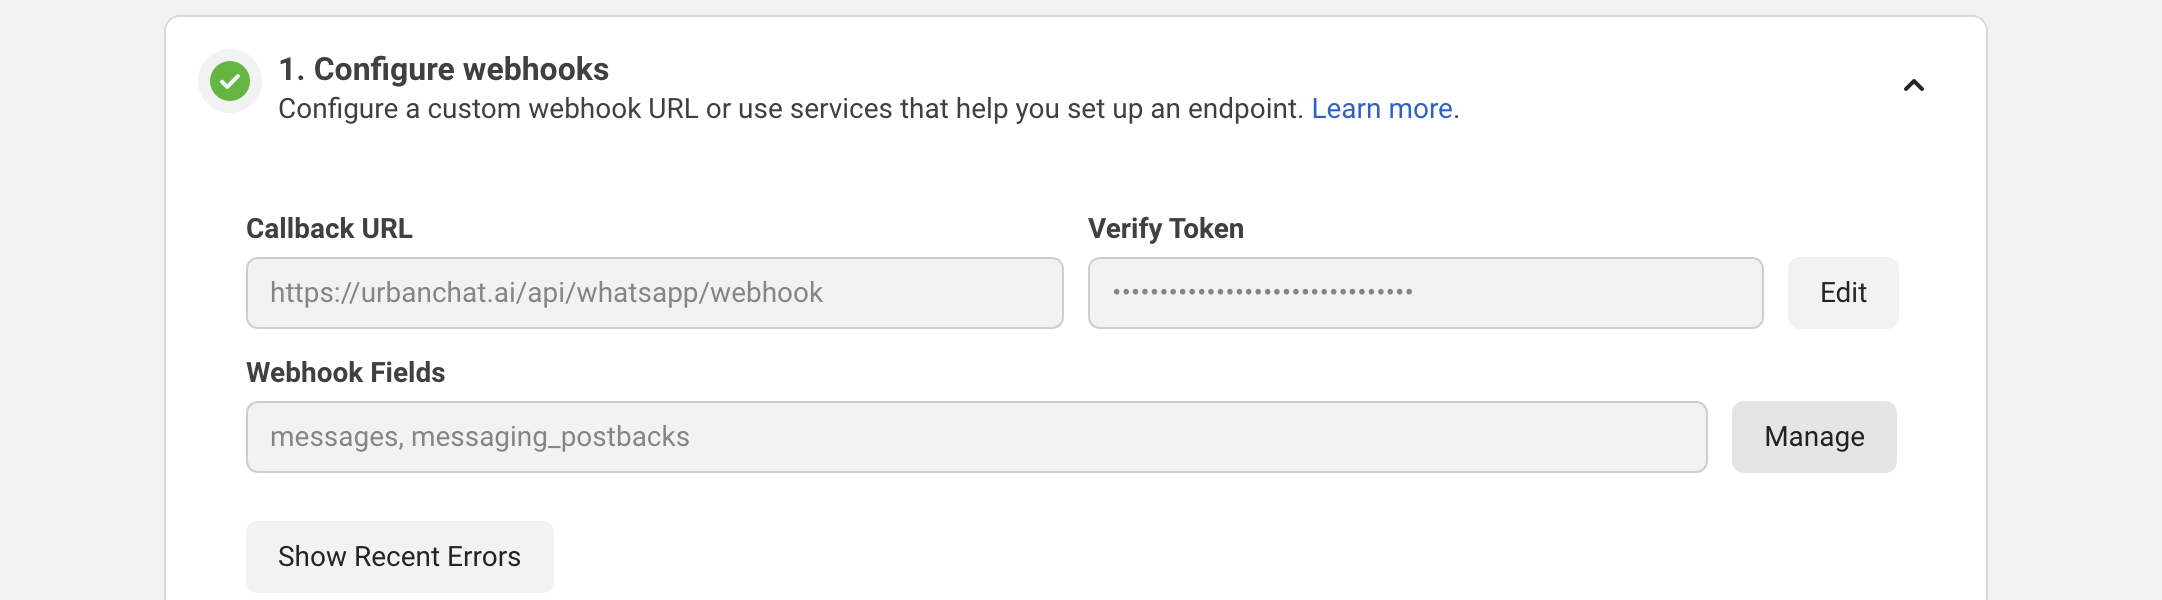 1. Configure webhooks
Configure a custom webhook URL or use services that help you set up an endpoint. Learn more.
Callback URL
Verify Token
https://urbanchat.ai/api/whatsapp/webhook
••••••••••••••••••••••••••••••••
Edit
Webhook Fields
messages, messaging_postbacks
Manage
Show Recent Errors